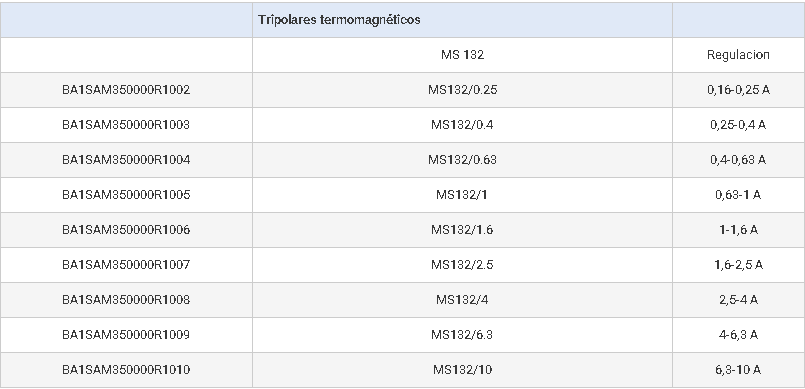 Tripolares termomagnéticos
MS 132 Regulacion
BA1SAM350000R1002 MS132/0.25 0,16-0,25 A
BA1SAM350000R1003 MS132/0.4 0,25-0,4 A
BA1SAM350000R1004 MS132/0.63 0,4-0,63 A
BA1SAM350000R1005 MS132/1 0,63-1 A
BA1SAM350000R1006 MS132/1.6 1-1,6 A
BA1SAM350000R1007 MS132/2.5 1,6-2,5 A
BA1SAM350000R1008 MS132/4 2,5-4 A
BA1SAM350000R1009 MS132/6.3 4-6,3 A
BA1SAM350000R1010 MS132/10 6,3-10 A